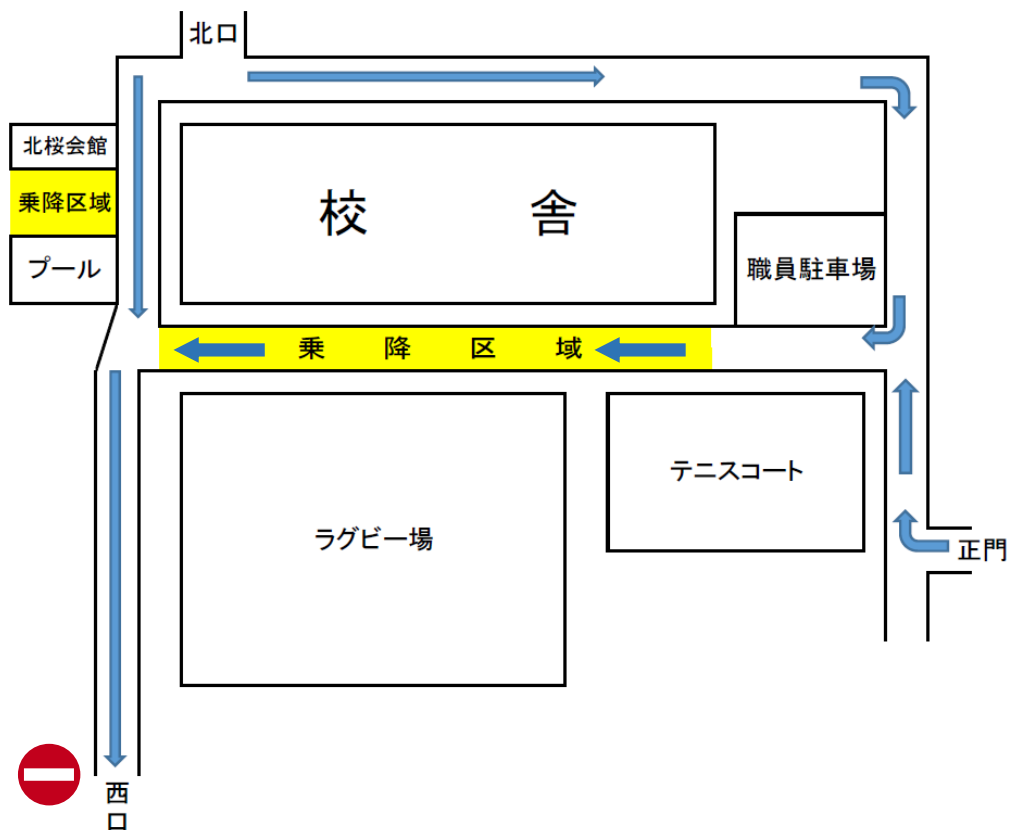 北口
北桜会館
乗降区域
プール
校舎
職員駐車場
乗降区域
テニスコート
ラグビー場
正門
西口